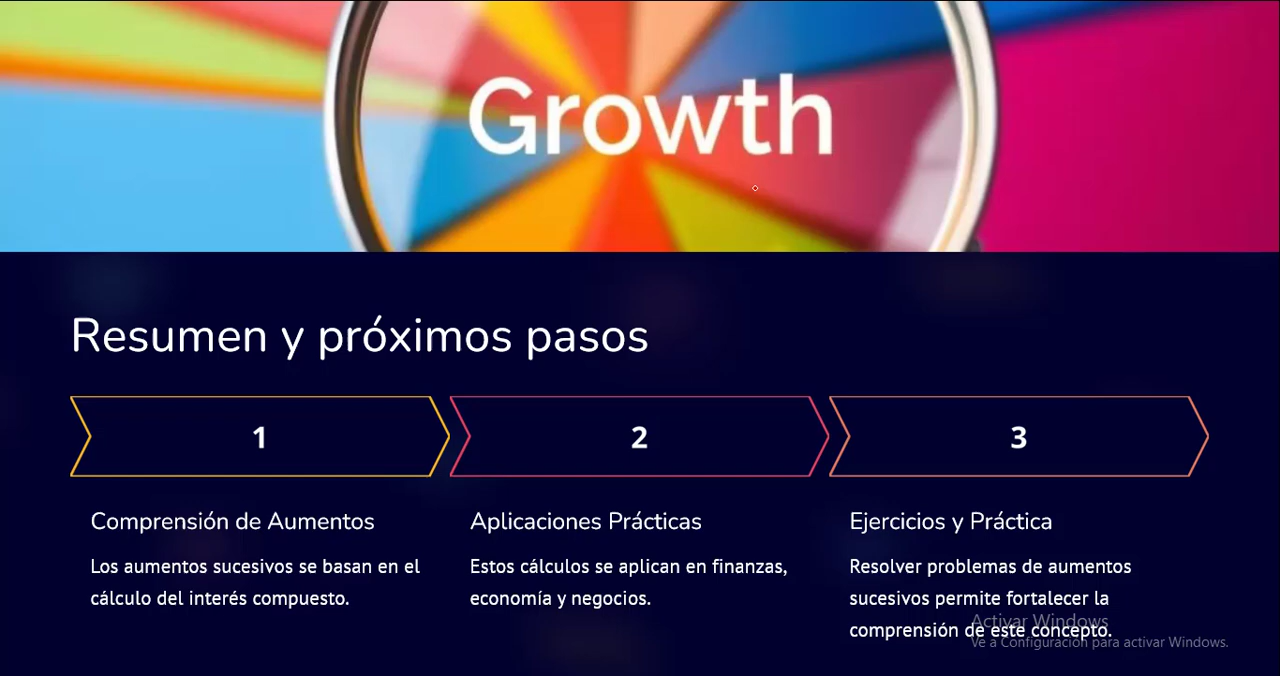 Growth
Resumen y próximos pasos
1
2
3
Comprensión de Aumentos
Los aumentos sucesivos se basan en el
cálculo del interés compuesto.
Aplicaciones Prácticas
Estos cálculos se aplican en finanzas,
economía y negocios.
Ejercicios y Práctica
Resolver problemas de aumentos
sucesivos permite fortalecer la
comprensión de este concepto.
Activar Windows
Ve a Configuración para activar Windows.